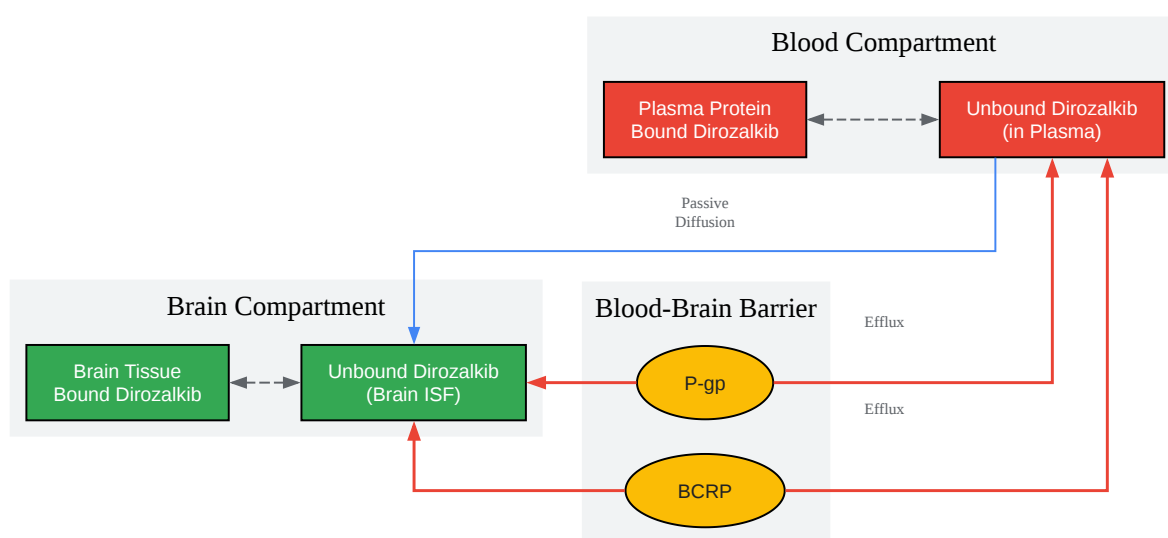 Blood Compartment
Plasma Protein
Bound Dirozalkib
Unbound Dirozalkib
(in Plasma)
Passive
Diffusion
Brain Compartment
Brain Tissue
Bound Dirozalkib
Unbound Dirozalkib
(Brain ISF)
Blood-Brain Barrier
P-gp
BCRP
Efflux
Efflux